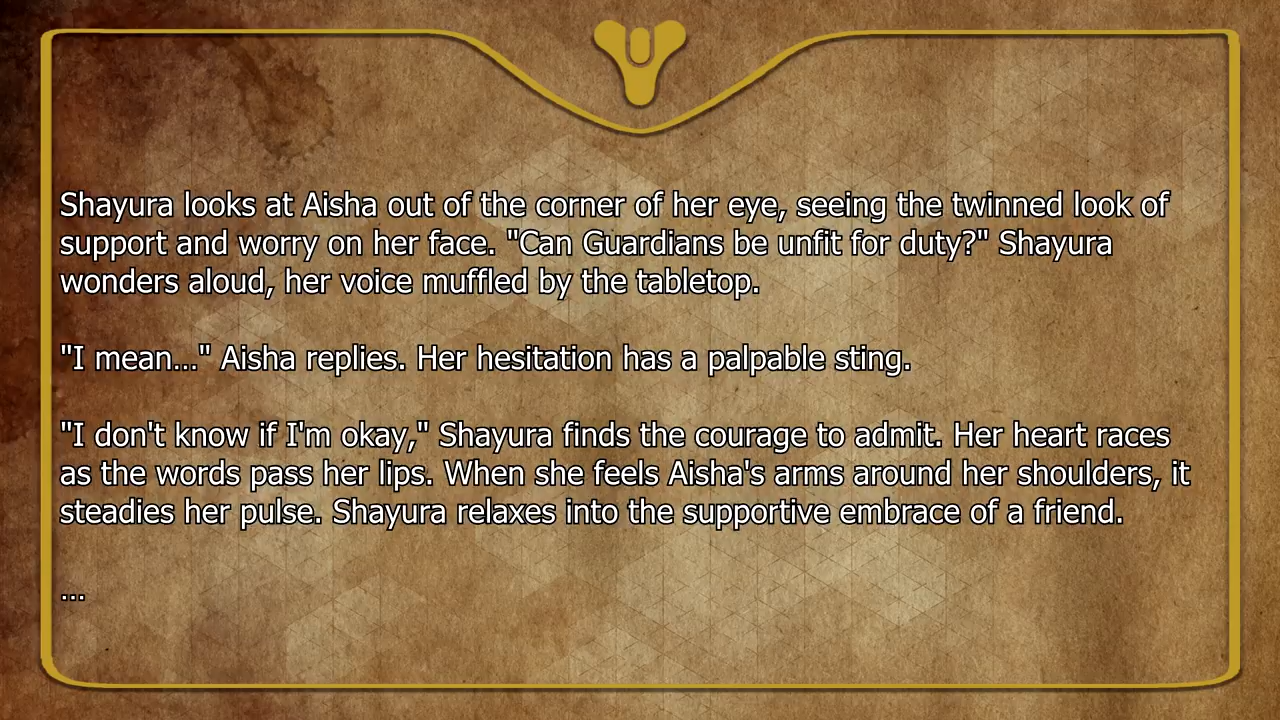 Shayura looks at Aisha out of the corner of her eye, seeing the twinned look of
support and worry on her face. "Can Guardians be unfit for duty?" Shayura
wonders aloud, her voice muffled by the tabletop.
"I mean..." Aisha replies. Her hesitation has a palpable sting.
"I don't know if I'm okay," Shayura finds the courage to admit. Her heart races
as the words pass her lips. When she feels Aisha's arms around her shoulders, it
steadies her pulse. Shayura relaxes into the supportive embrace of a friend.
...